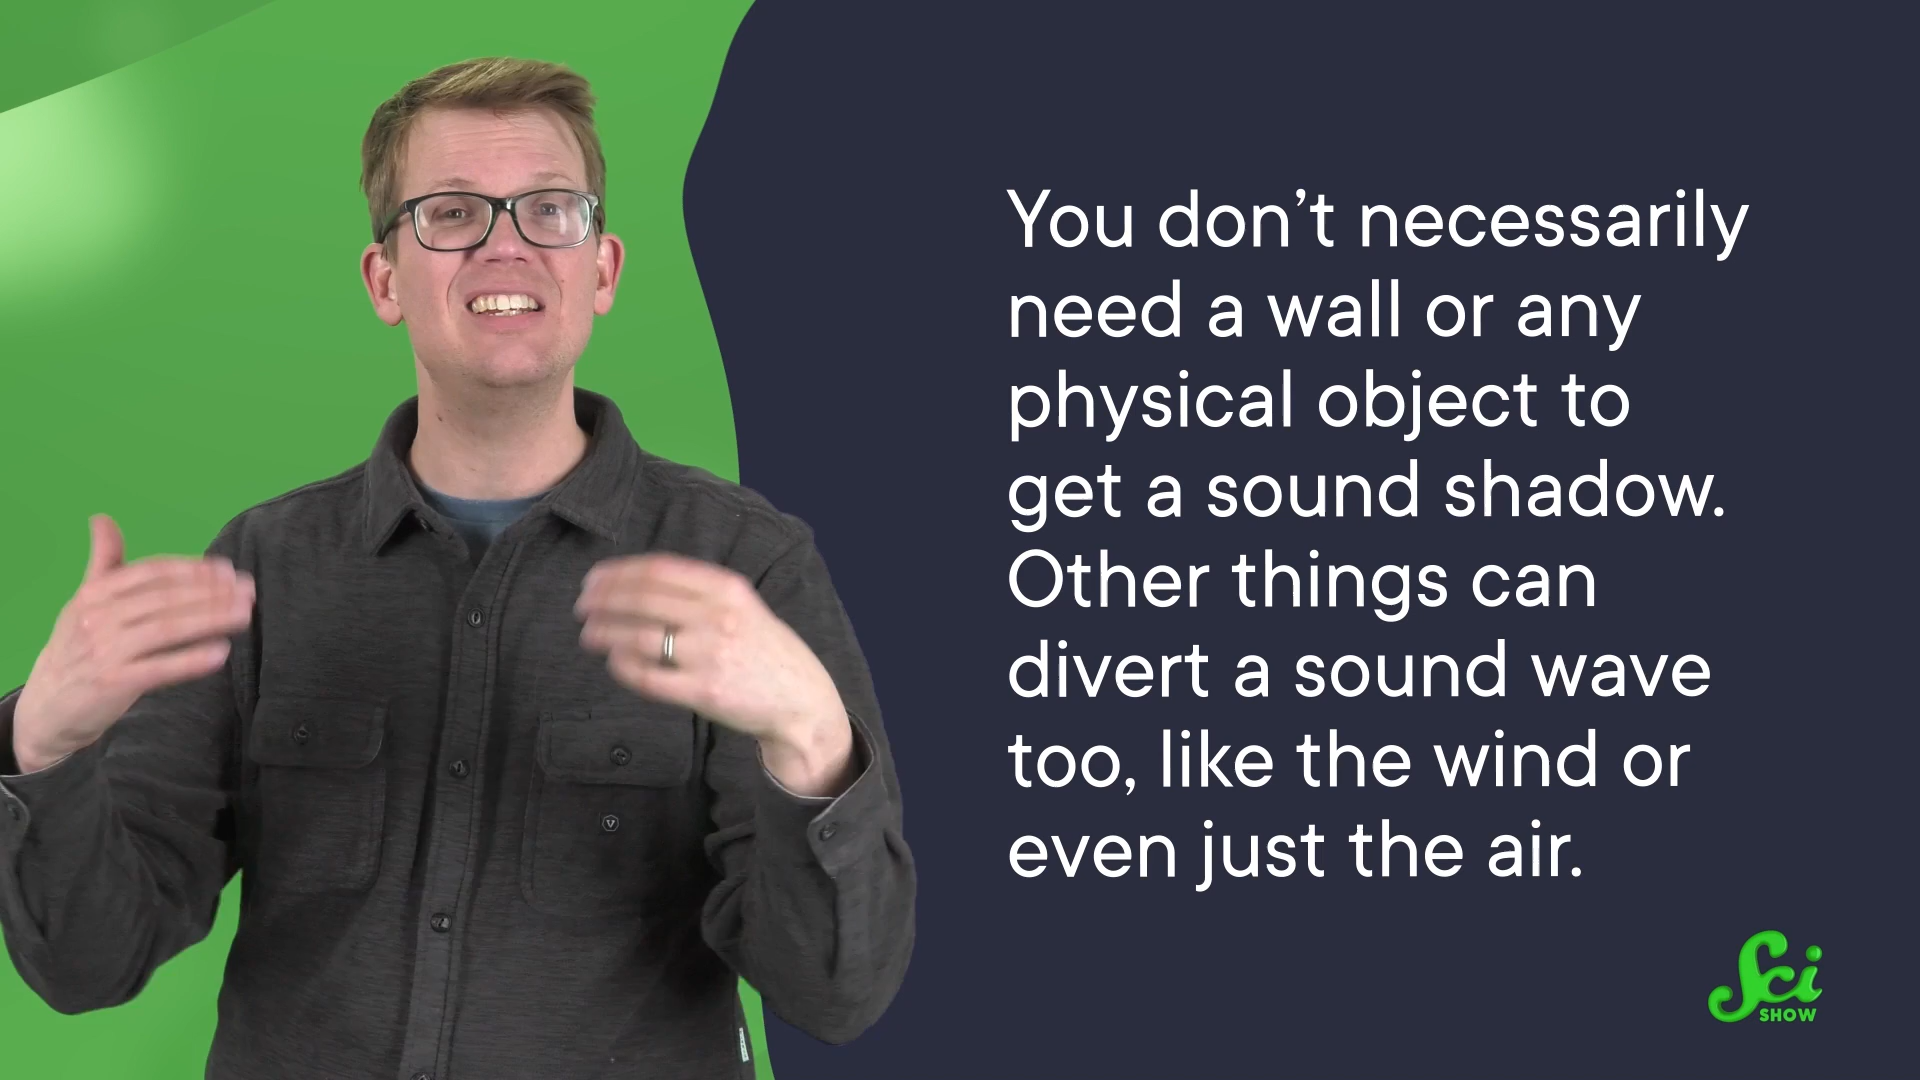 You don’t necessarily
need a wall or any
physical object to
get a sound shadow.
Other things can
divert a sound wave
too, like the wind or
even just the air.
Sci
SHOW